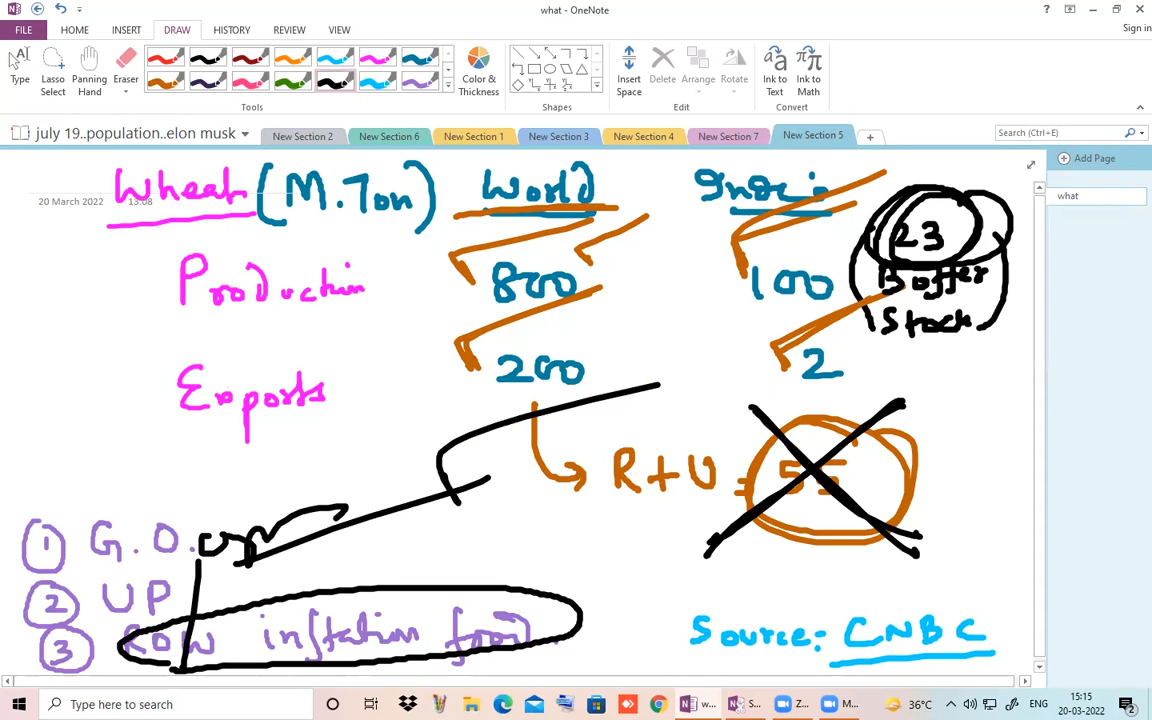 what - OneNote
Sign in
FILE HOME INSERT DRAW HISTORY REVIEW VIEW
Type
Lasso Select
Panning Hand
Eraser
Color & Thickness
Insert Space
Delete
Arrange
Rotate
Ink to Text
Ink to Math
Tools
Shapes
Edit
Convert
july 19..population..elon musk
New Section 2
New Section 6
New Section 1
New Section 3
New Section 4
New Section 7
New Section 5
Search (Ctrl+E)
Add Page
what
20 March 2022 13:08
Wheat (M.Ton) World India
23
Buffer
Stock
Production 800 100
Exports 200 2
R+U = 55
1 G.O.
2 UP
3 ROW inflation food
Source:- CNBC
Type here to search
w...
S...
Z...
M...
36°C
ENG
15:15
20-03-2022
2